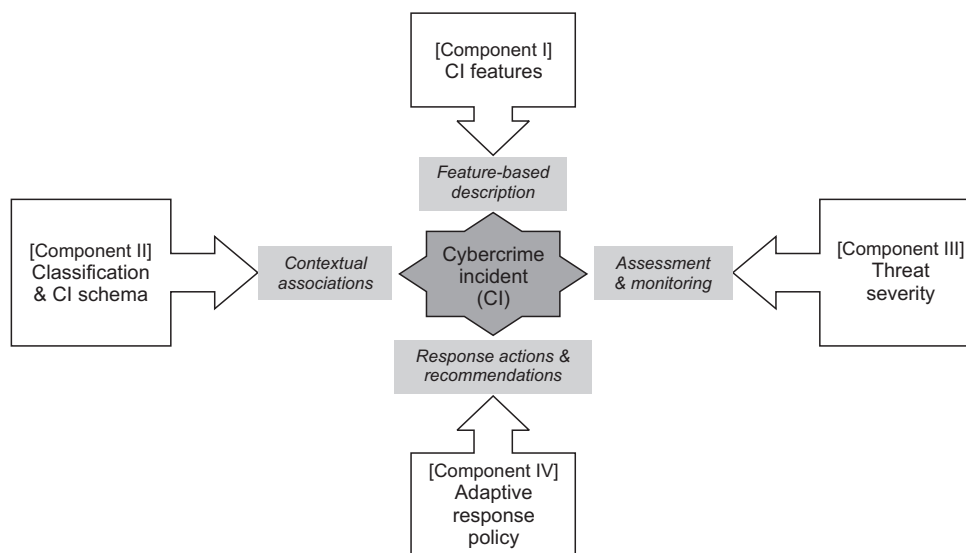 [Component I]
CI features
Feature-based
description
[Component II]
Classification
& CI schema
Contextual
associations
Cybercrime
incident
(CI)
Assessment
& monitoring
[Component III]
Threat
severity
Response actions &
recommendations
[Component IV]
Adaptive
response
policy